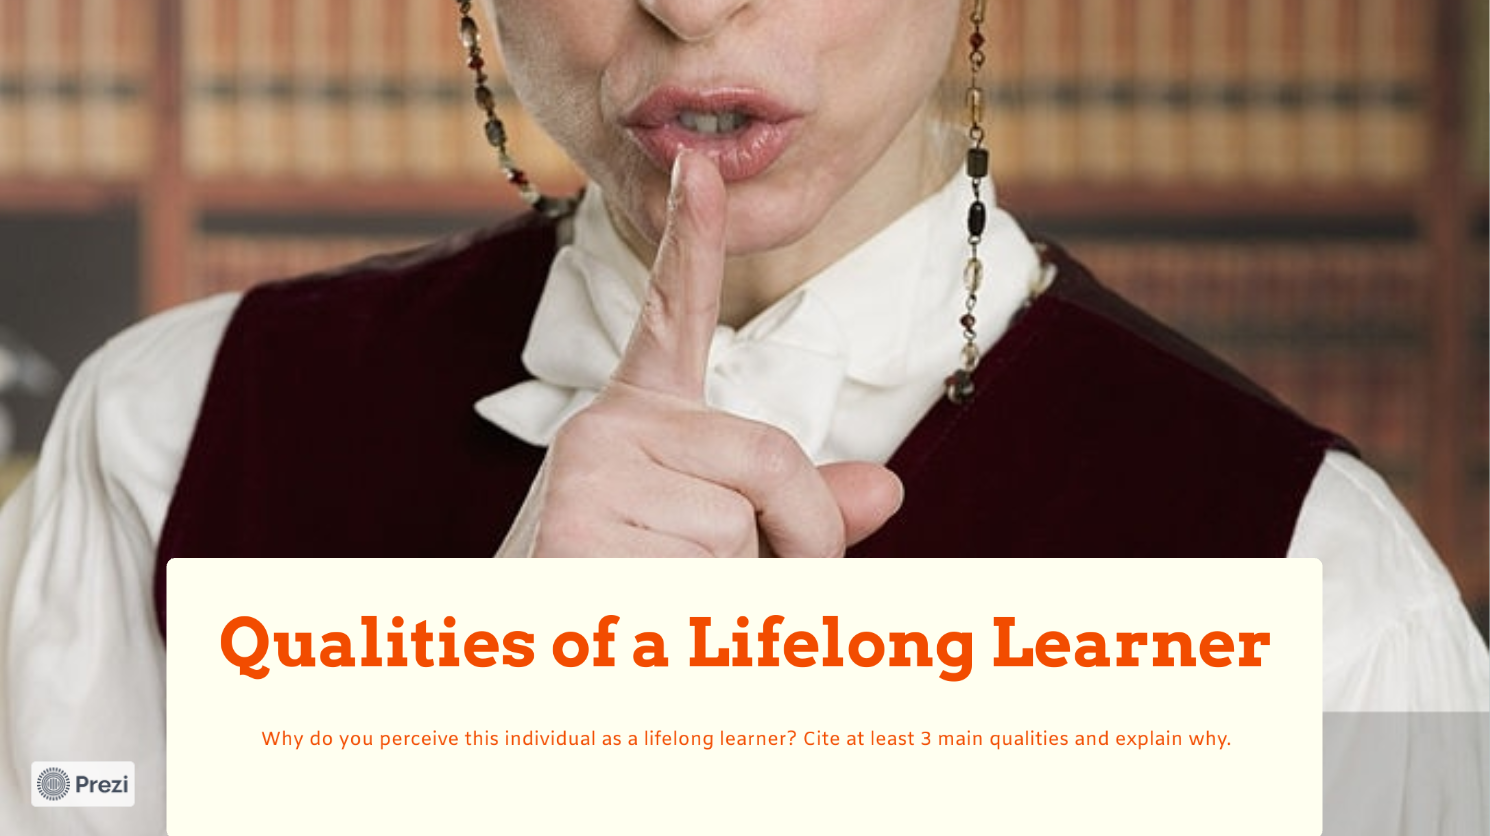 Qualities of a Lifelong Learner
Why do you perceive this individual as a lifelong learner? Cite at least 3 main qualities and explain why.
Prezi